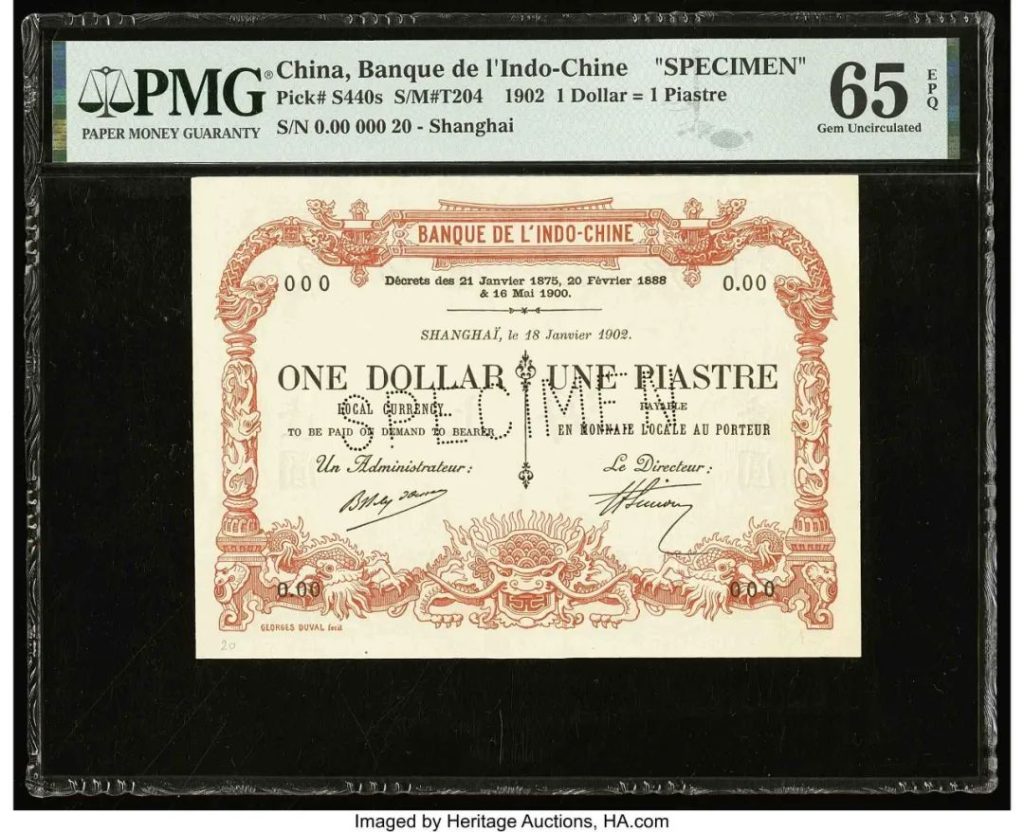 PMG®
PAPER MONEY GUARANTY
China, Banque de l'Indo-Chine "SPECIMEN"
Pick# S440s S/M#T204 1902 1 Dollar = 1 Piastre
S/N 0.00 000 20 - Shanghai
65 EPQ
Gem Uncirculated
BANQUE DE L'INDO-CHINE
000 0.00
Décrets des 21 Janvier 1875, 20 Février 1888
& 16 Mai 1900.
SHANGHAÏ, le 18 Janvier 1902.
ONE DOLLAR UNE PIASTRE
SPECIMEN
LOCAL CURRENCY PAYABLE
TO BE PAID ON DEMAND TO BEARER EN MONNAIE LOCALE AU PORTEUR
Un Administrateur: Le Directeur:
0.00 000
GEORGES DUVAL fecit
20
Imaged by Heritage Auctions, HA.com